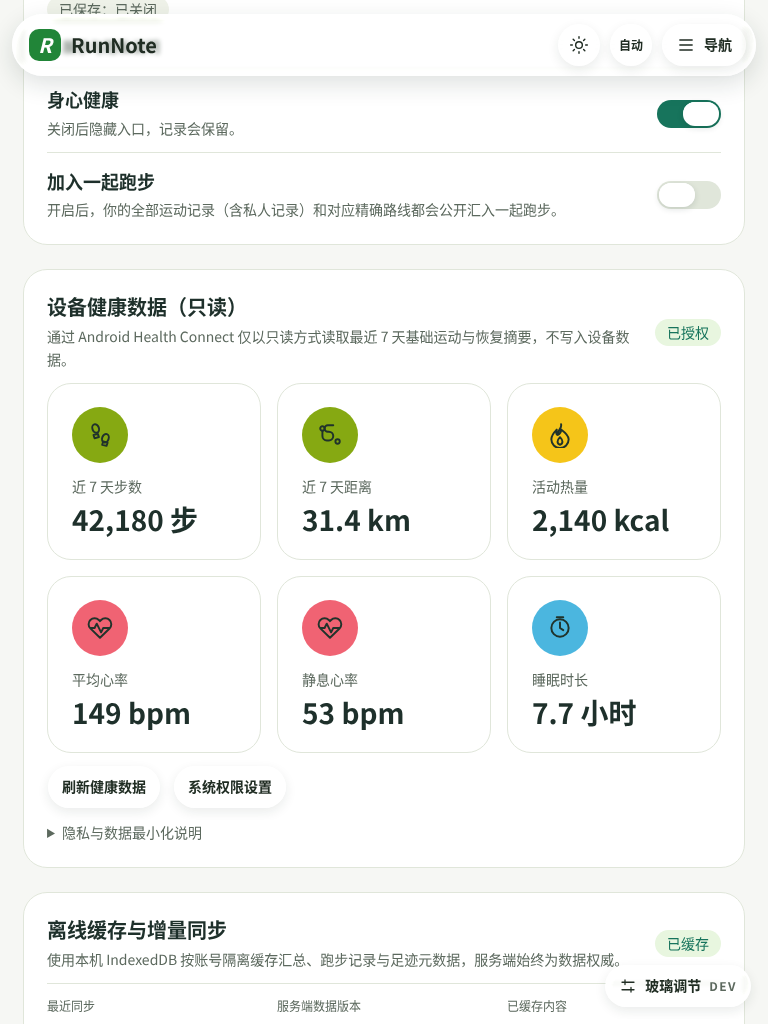 已保存：已关闭
R RunNote
自动
导航
身心健康
关闭后隐藏入口，记录会保留。
加入一起跑步
开启后，你的全部运动记录（含私人记录）和对应精确路线都会公开汇入一起跑步。
设备健康数据（只读）
通过 Android Health Connect 仅以只读方式读取最近 7 天基础运动与恢复摘要，不写入设备数
据。
已授权
近 7 天步数
42,180 步
近 7 天距离
31.4 km
活动热量
2,140 kcal
平均心率
149 bpm
静息心率
53 bpm
睡眠时长
7.7 小时
刷新健康数据
系统权限设置
隐私与数据最小化说明
离线缓存与增量同步
使用本机 IndexedDB 按账号隔离缓存汇总、跑步记录与足迹元数据，服务端始终为数据权威。
已缓存
玻璃调节 DEV
最近同步
服务端数据版本
已缓存内容